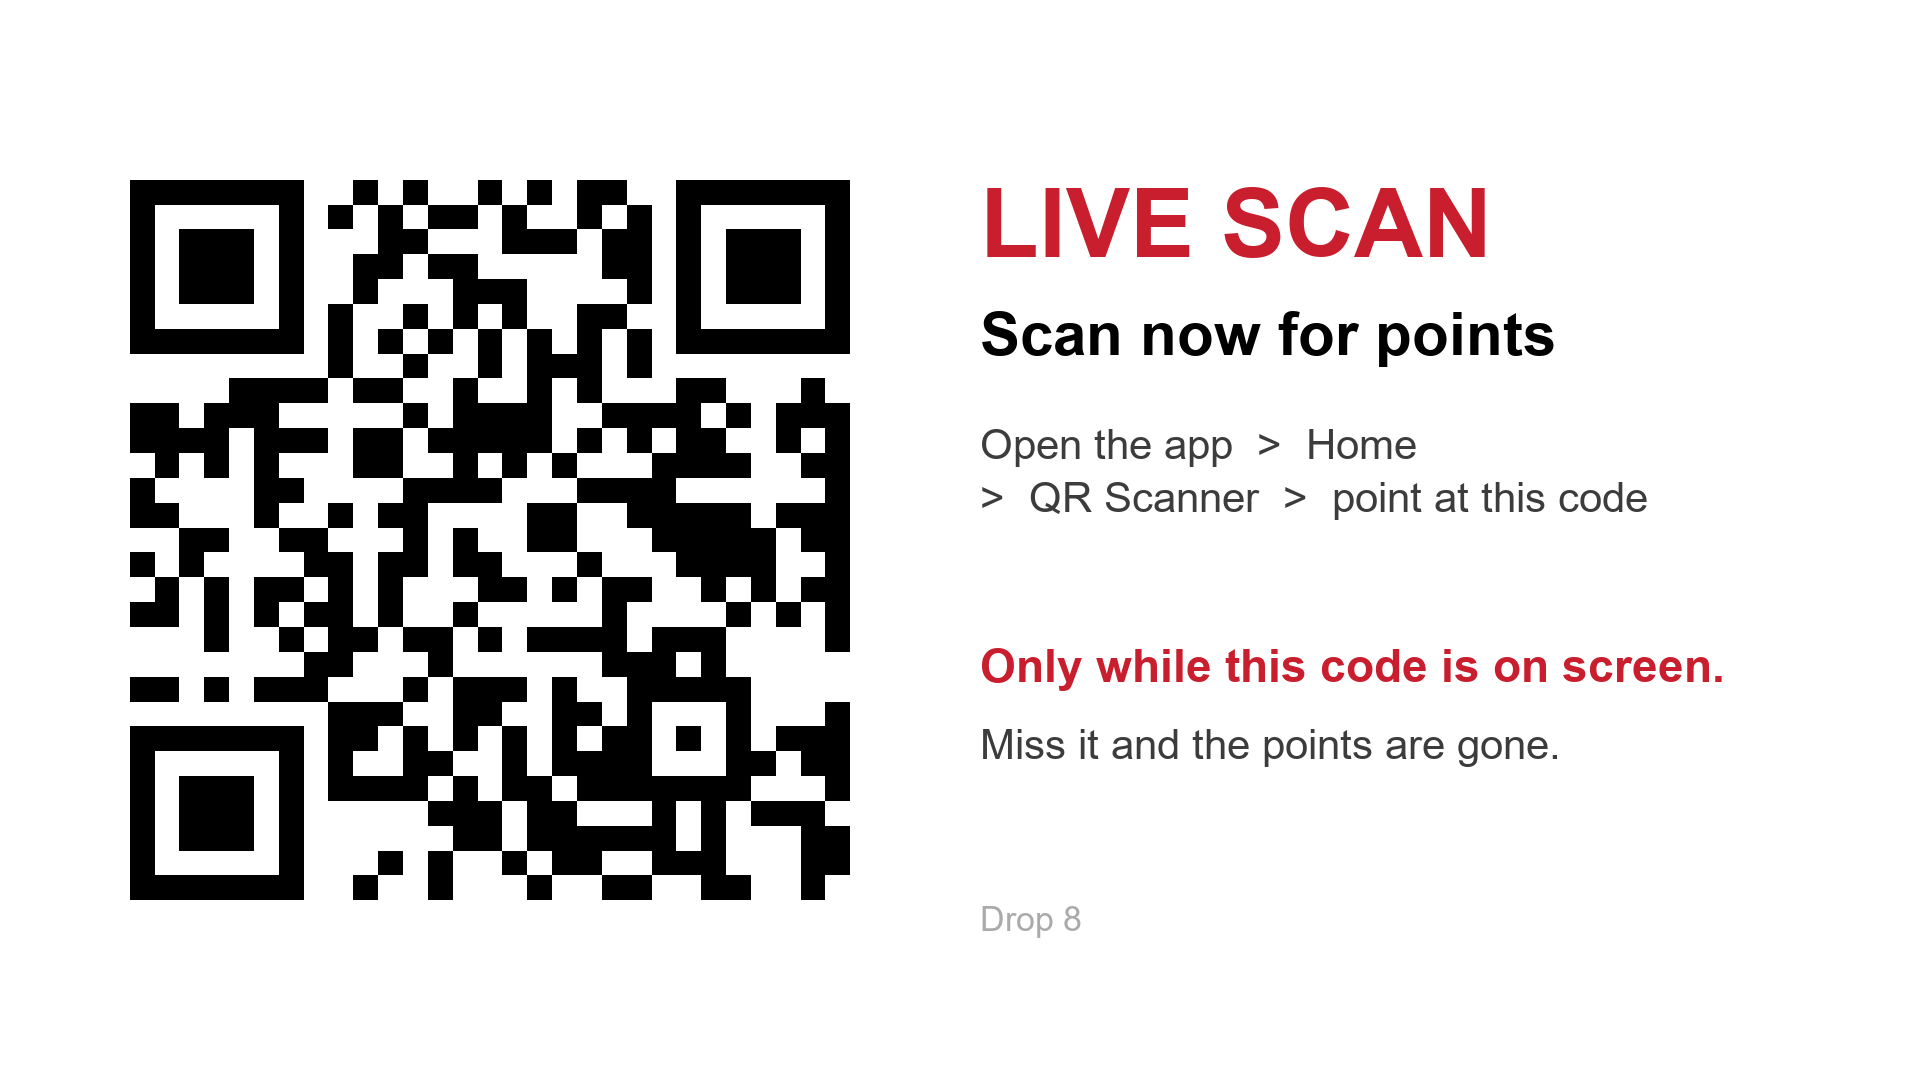 LIVE SCAN
Scan now for points
Open the app > Home
> QR Scanner > point at this code
Only while this code is on screen.
Miss it and the points are gone.
Drop 8